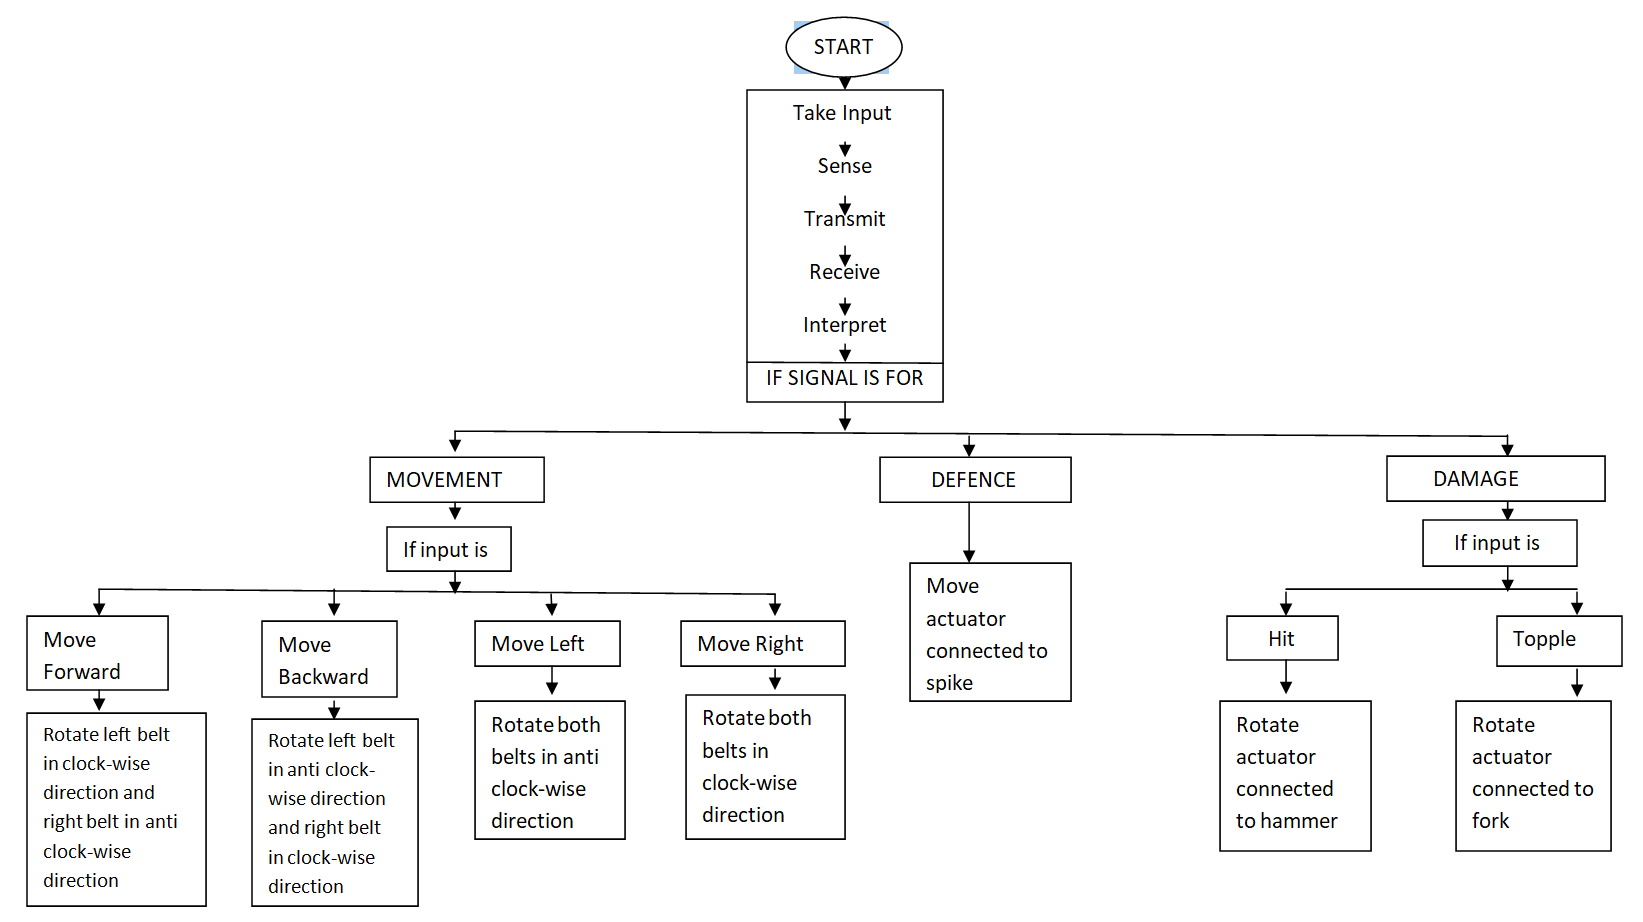 START
Take Input
Sense
Transmit
Receive
Interpret
IF SIGNAL IS FOR
MOVEMENT
DEFENCE
DAMAGE
If input is
If input is
Move
Forward
Move
Backward
Move Left
Move Right
Move
actuator
connected to
spike
Hit
Topple
Rotate left belt
in clock-wise
direction and
right belt in anti
clock-wise
direction
Rotate left belt
in anti clock-
wise direction
and right belt
in clock-wise
direction
Rotate both
belts in anti
clock-wise
direction
Rotate both
belts in
clock-wise
direction
Rotate
actuator
connected
to hammer
Rotate
actuator
connected to
fork